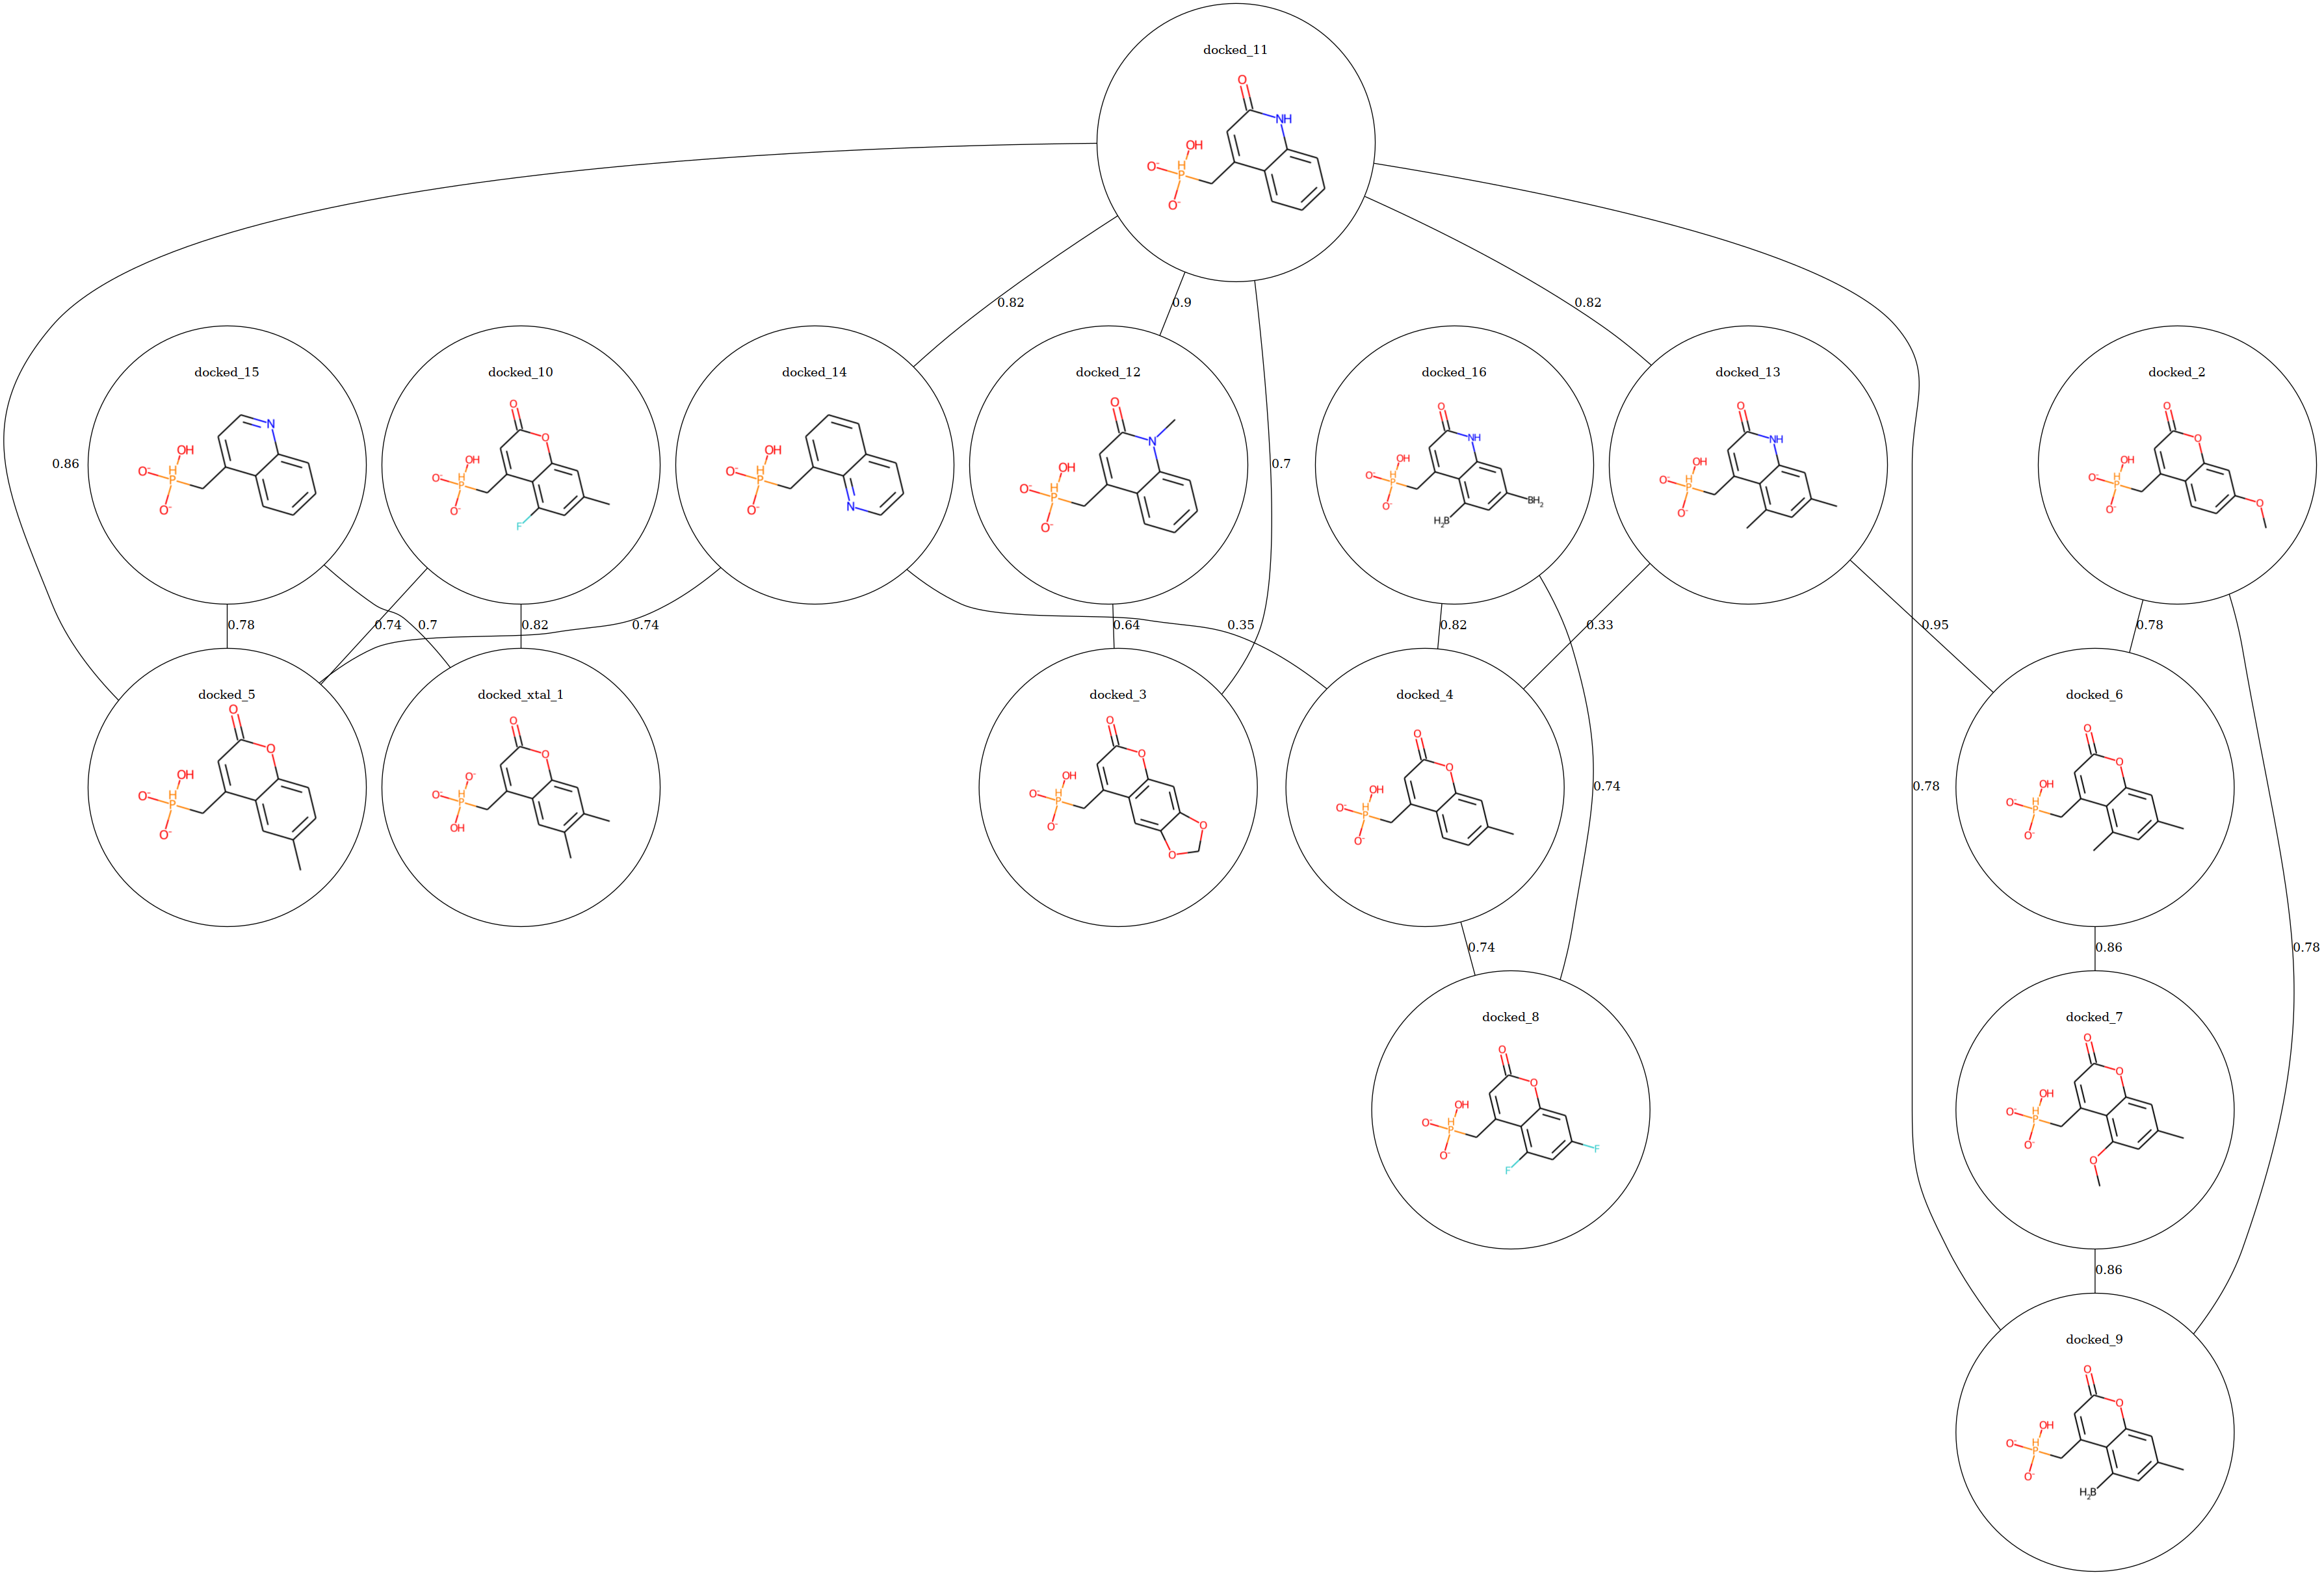 docked_11
O
NH
OH
O⁻
H
P
O⁻
0.82
0.9
0.82
docked_15
N
OH
O⁻
H
P
O⁻
docked_10
O
O
OH
O⁻
H
P
O⁻
F
docked_14
OH
O⁻
H
P
O⁻
N
docked_12
O
N
OH
O⁻
H
P
O⁻
docked_16
O
NH
OH
O⁻
H
P
O⁻
BH₂
H₂B
docked_13
O
NH
OH
O⁻
H
P
O⁻
docked_2
O
O
OH
O⁻
H
P
O⁻
O
0.86
0.7
0.78
0.74
0.7
0.82
0.74
0.64
0.35
0.82
0.33
0.95
0.78
docked_5
O
O
OH
O⁻
H
P
O⁻
docked_xtal_1
O
O
O⁻
O⁻
H
P
OH
docked_3
O
O
OH
O⁻
H
P
O⁻
O
O
docked_4
O
O
OH
O⁻
H
P
O⁻
docked_6
O
O
OH
O⁻
H
P
O⁻
0.74
0.78
0.74
0.86
0.78
docked_8
O
O
OH
O⁻
H
P
O⁻
F
F
docked_7
O
O
OH
O⁻
H
P
O⁻
O
0.86
docked_9
O
O
OH
O⁻
H
P
O⁻
H₂B